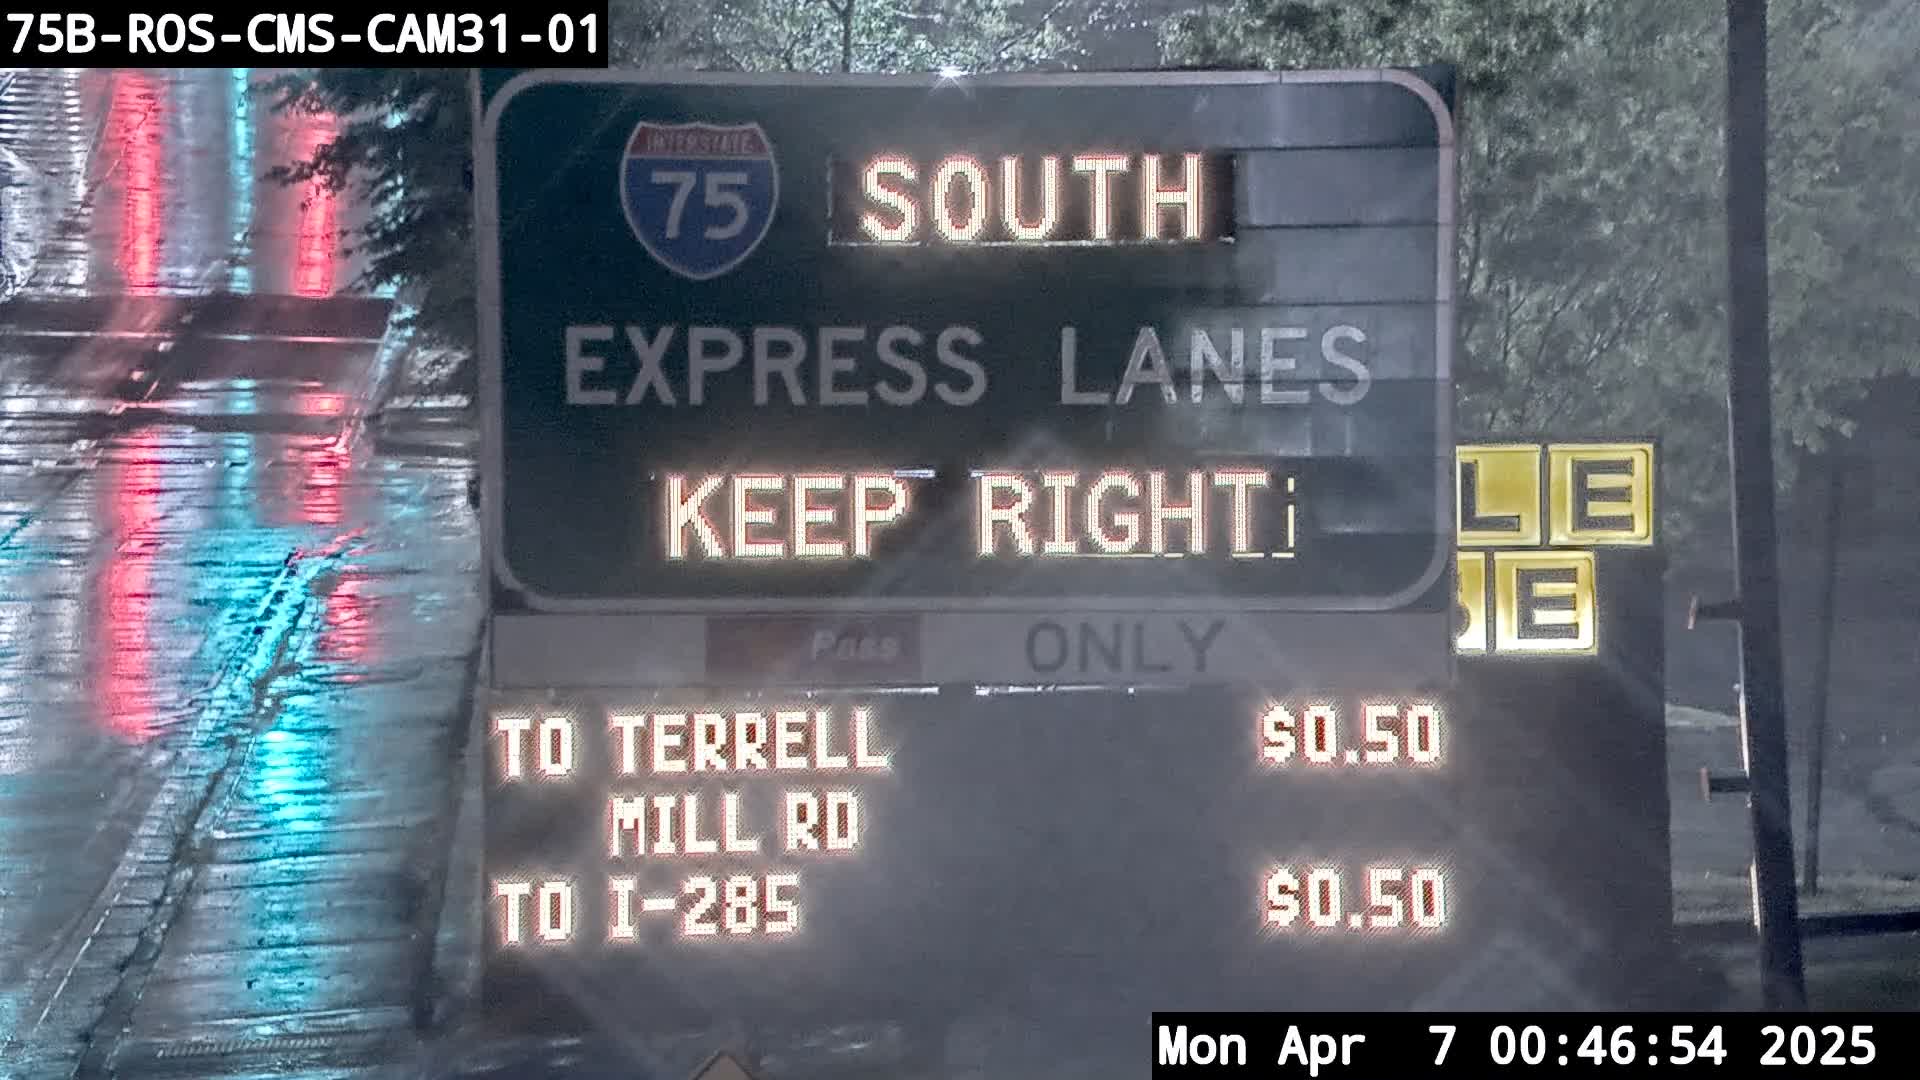 75B-ROS-CMS-CAM31-01
INTERSTATE
75
SOUTH
EXPRESS LANES
KEEP RIGHT
Pass ONLY
TO TERRELL $0.50
MILL RD
TO I-285 $0.50
LE
E
Mon Apr 7 00:46:54 2025